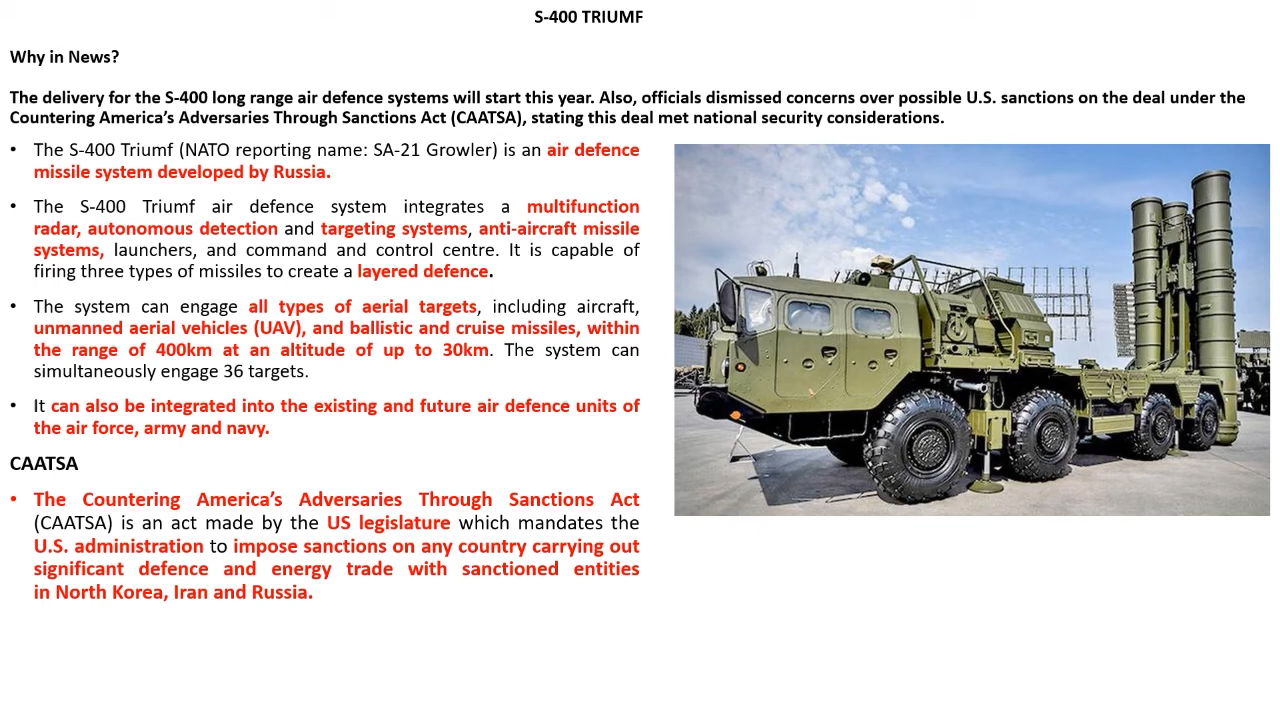 S-400 TRIUMF
Why in News?
The delivery for the S-400 long range air defence systems will start this year. Also, officials dismissed concerns over possible U.S. sanctions on the deal under the
Countering America’s Adversaries Through Sanctions Act (CAATSA), stating this deal met national security considerations.
• The S-400 Triumf (NATO reporting name: SA-21 Growler) is an air defence
missile system developed by Russia.
• The S-400 Triumf air defence system integrates a multifunction
radar, autonomous detection and targeting systems, anti-aircraft missile
systems, launchers, and command and control centre. It is capable of
firing three types of missiles to create a layered defence.
• The system can engage all types of aerial targets, including aircraft,
unmanned aerial vehicles (UAV), and ballistic and cruise missiles, within
the range of 400km at an altitude of up to 30km. The system can
simultaneously engage 36 targets.
• It can also be integrated into the existing and future air defence units of
the air force, army and navy.
CAATSA
• The Countering America’s Adversaries Through Sanctions Act
(CAATSA) is an act made by the US legislature which mandates the
U.S. administration to impose sanctions on any country carrying out
significant defence and energy trade with sanctioned entities
in North Korea, Iran and Russia.